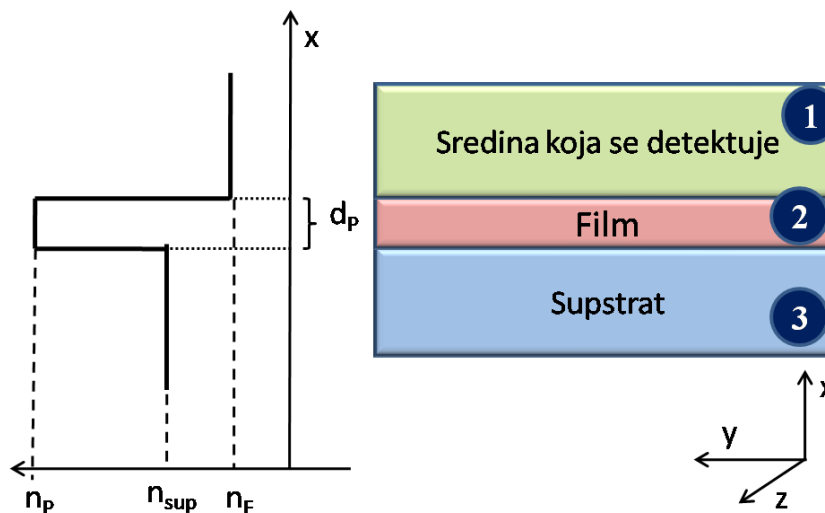 x
d_P
n_P
n_sup
n_F
Sredina koja se detektuje
1
Film
2
Supstrat
3
x
y
z